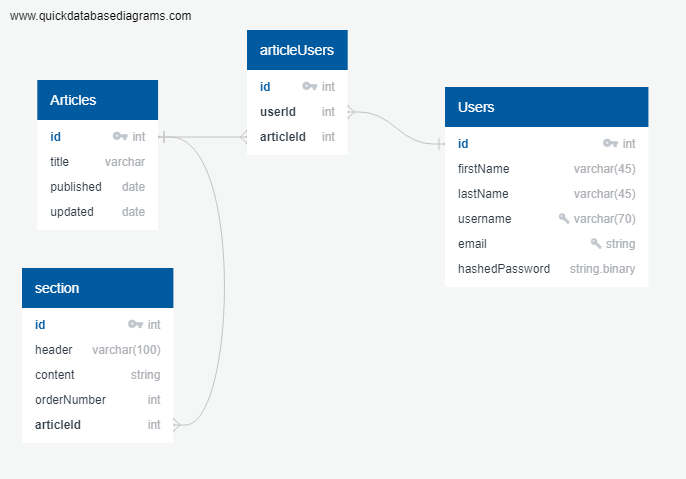 www.quickdatabasediagrams.com
articleUsers
id int
userId int
articleId int
Articles
id int
title varchar
published date
updated date
Users
id int
firstName varchar(45)
lastName varchar(45)
username varchar(70)
email string
hashedPassword string.binary
section
id int
header varchar(100)
content string
orderNumber int
articleId int